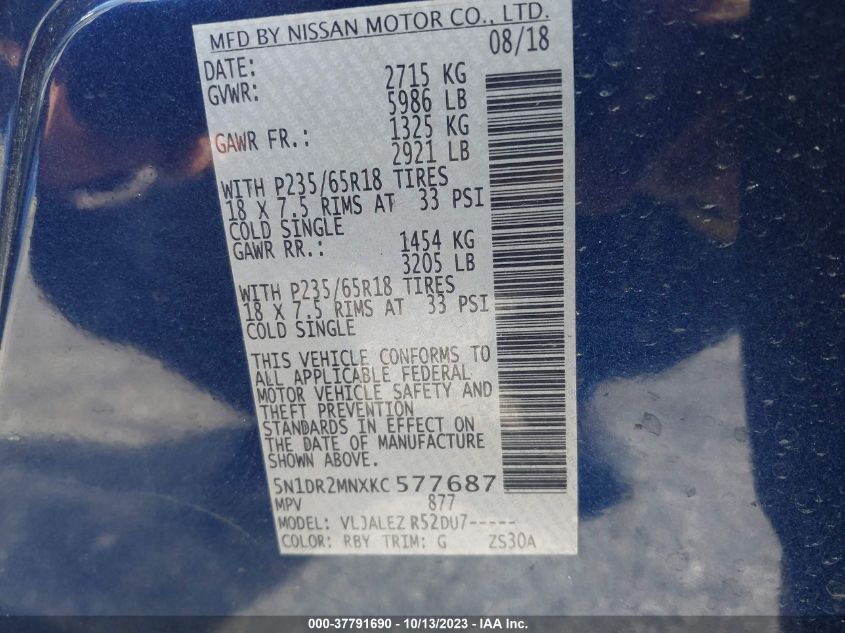 MFD BY NISSAN MOTOR CO., LTD.
DATE: 08/18
GVWR: 2715 KG
5986 LB
GAWR FR.: 1325 KG
2921 LB
WITH P235/65R18 TIRES
18 X 7.5 RIMS AT 33 PSI
COLD SINGLE
GAWR RR.: 1454 KG
3205 LB
WITH P235/65R18 TIRES
18 X 7.5 RIMS AT 33 PSI
COLD SINGLE
THIS VEHICLE CONFORMS TO
ALL APPLICABLE FEDERAL
MOTOR VEHICLE SAFETY AND
THEFT PREVENTION
STANDARDS IN EFFECT ON
THE DATE OF MANUFACTURE
SHOWN ABOVE.
5N1DR2MNXKC 577687
MPV 877
MODEL: VLJALEZ R52DU7-----
COLOR: RBY TRIM: G ZS30A
000-37791690 - 10/13/2023 - IAA Inc.